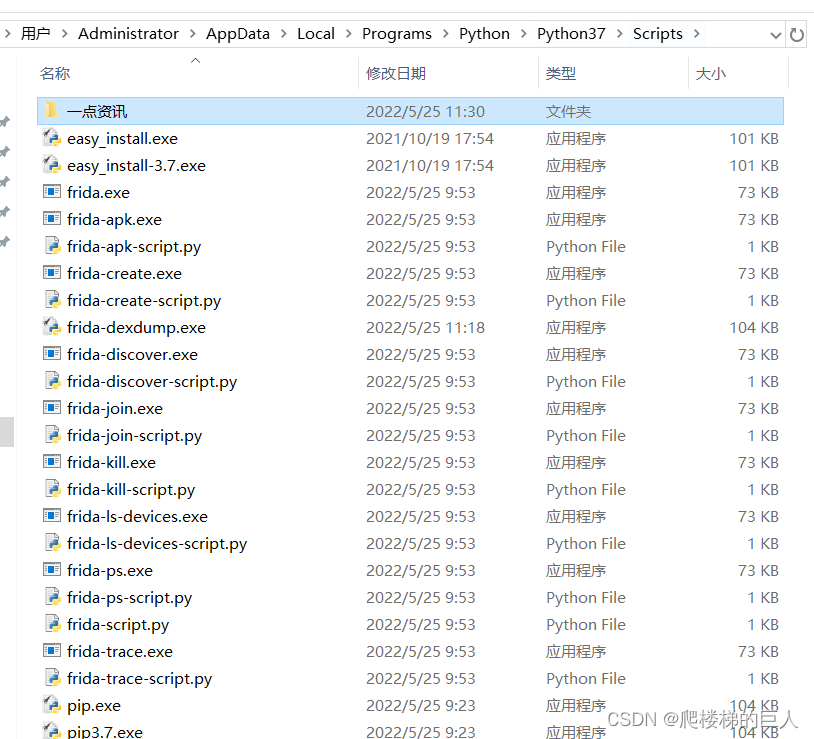 用户 > Administrator > AppData > Local > Programs > Python > Python37 > Scripts >
名称 修改日期 类型 大小
一点资讯 2022/5/25 11:30 文件夹
easy_install.exe 2021/10/19 17:54 应用程序 101 KB
easy_install-3.7.exe 2021/10/19 17:54 应用程序 101 KB
frida.exe 2022/5/25 9:53 应用程序 73 KB
frida-apk.exe 2022/5/25 9:53 应用程序 73 KB
frida-apk-script.py 2022/5/25 9:53 Python File 1 KB
frida-create.exe 2022/5/25 9:53 应用程序 73 KB
frida-create-script.py 2022/5/25 9:53 Python File 1 KB
frida-dexdump.exe 2022/5/25 11:18 应用程序 104 KB
frida-discover.exe 2022/5/25 9:53 应用程序 73 KB
frida-discover-script.py 2022/5/25 9:53 Python File 1 KB
frida-join.exe 2022/5/25 9:53 应用程序 73 KB
frida-join-script.py 2022/5/25 9:53 Python File 1 KB
frida-kill.exe 2022/5/25 9:53 应用程序 73 KB
frida-kill-script.py 2022/5/25 9:53 Python File 1 KB
frida-ls-devices.exe 2022/5/25 9:53 应用程序 73 KB
frida-ls-devices-script.py 2022/5/25 9:53 Python File 1 KB
frida-ps.exe 2022/5/25 9:53 应用程序 73 KB
frida-ps-script.py 2022/5/25 9:53 Python File 1 KB
frida-script.py 2022/5/25 9:53 Python File 1 KB
frida-trace.exe 2022/5/25 9:53 应用程序 73 KB
frida-trace-script.py 2022/5/25 9:53 Python File 1 KB
pip.exe 2022/5/25 9:23 应用程序 104 KB
CSDN @爬楼梯的巨人
pip3.7.exe 2022/5/25 9:23 应用程序 104 KB